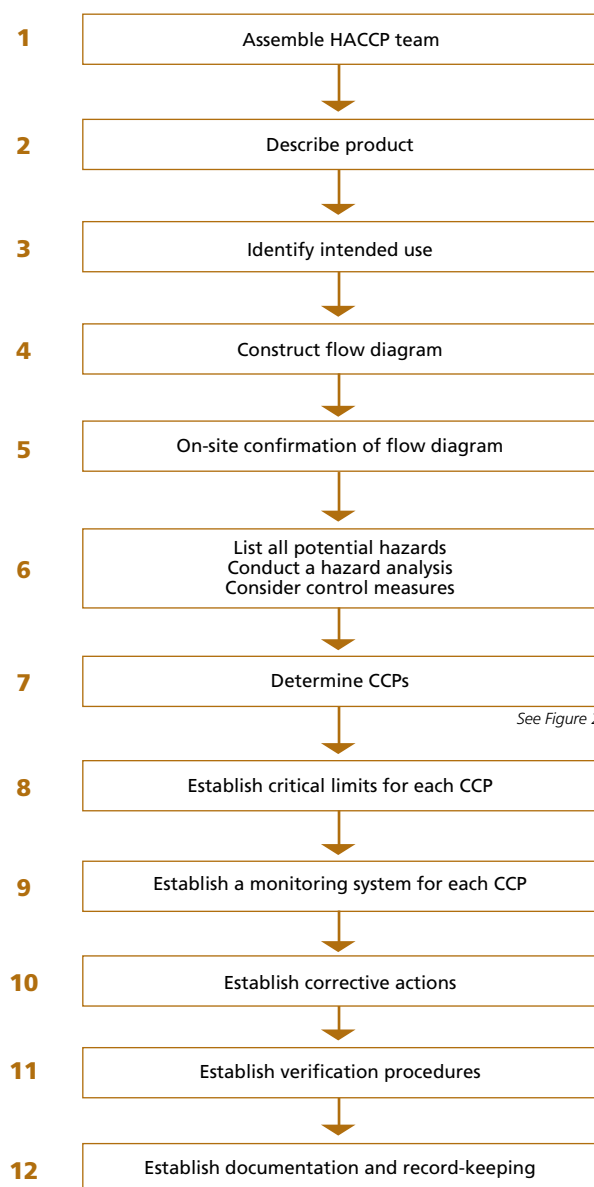 1 Assemble HACCP team
2 Describe product
3 Identify intended use
4 Construct flow diagram
5 On-site confirmation of flow diagram
List all potential hazards
6 Conduct a hazard analysis
Consider control measures
7 Determine CCPs
See Figure 2
8 Establish critical limits for each CCP
9 Establish a monitoring system for each CCP
10 Establish corrective actions
11 Establish verification procedures
12 Establish documentation and record-keeping